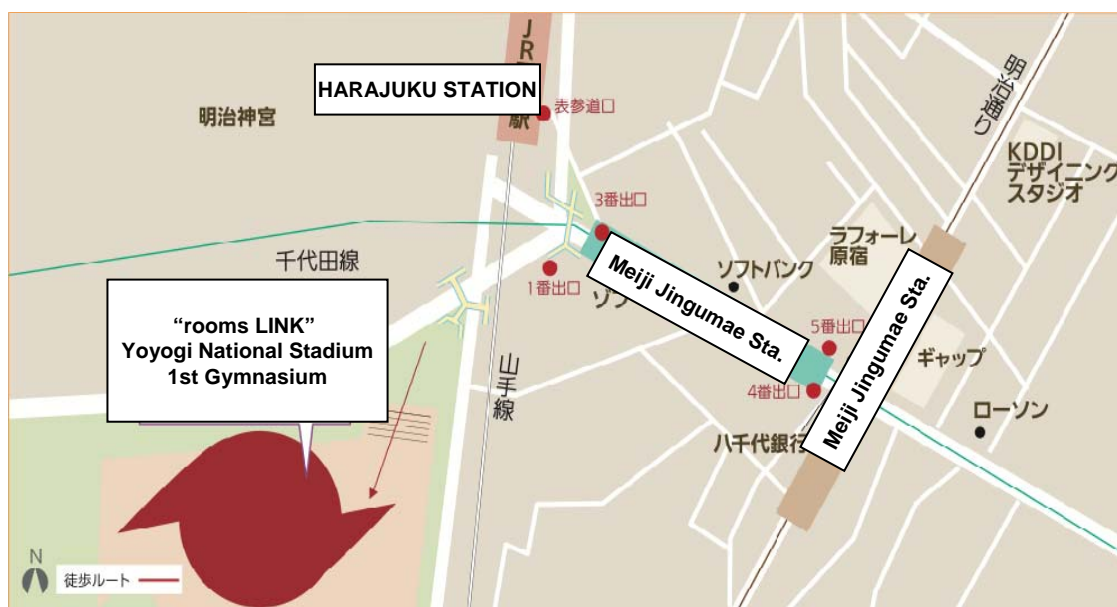 JR
駅
HARAJUKU STATION
表参道口
明治神宮
明治通り
KDDI
デザイニング
スタジオ
3番出口
ラフォーレ
原宿
千代田線
1番出口
ソフトバンク
Meiji Jingumae Sta.
Meiji Jingumae Sta.
“rooms LINK”
Yoyogi National Stadium
1st Gymnasium
山手線
5番出口
ギャップ
4番出口
ローソン
八千代銀行
N
徒歩ルート